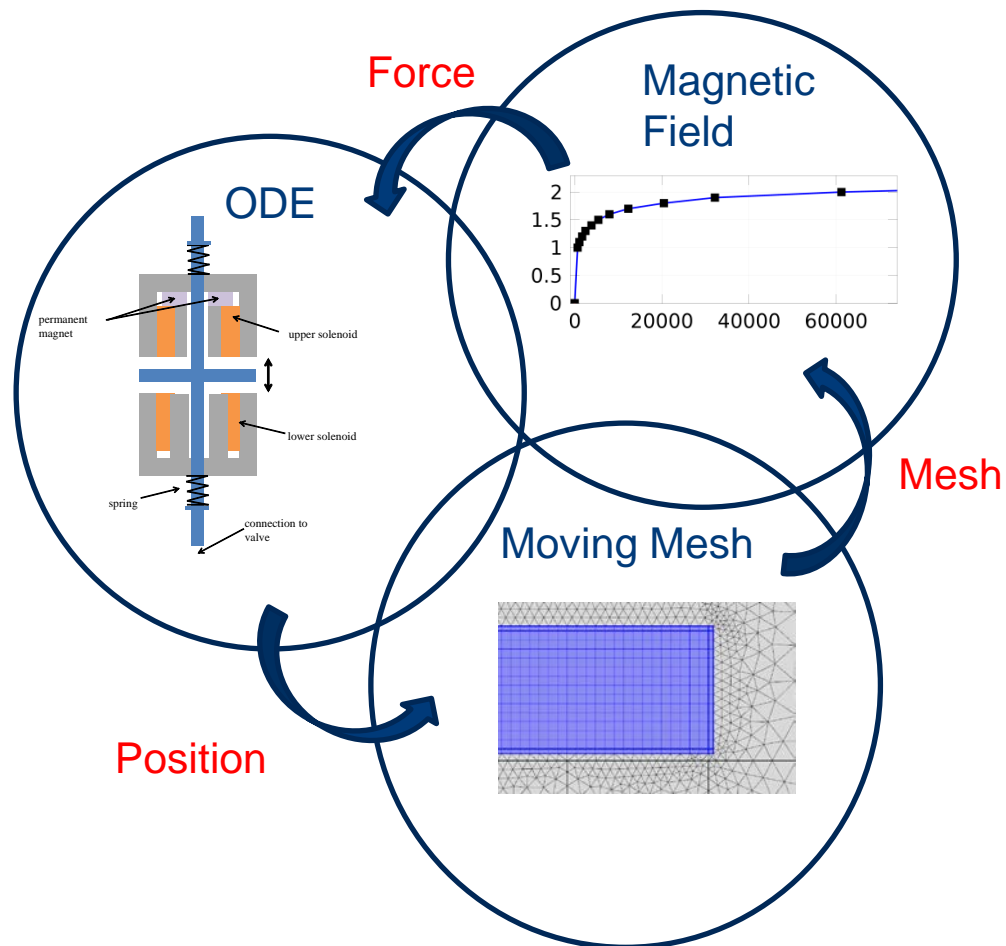 Force
Magnetic
Field
2
1.5
1
0.5
0
0
20000
40000
60000
ODE
permanent
magnet
upper solenoid
lower solenoid
spring
connection to
valve
Mesh
Moving Mesh
Position